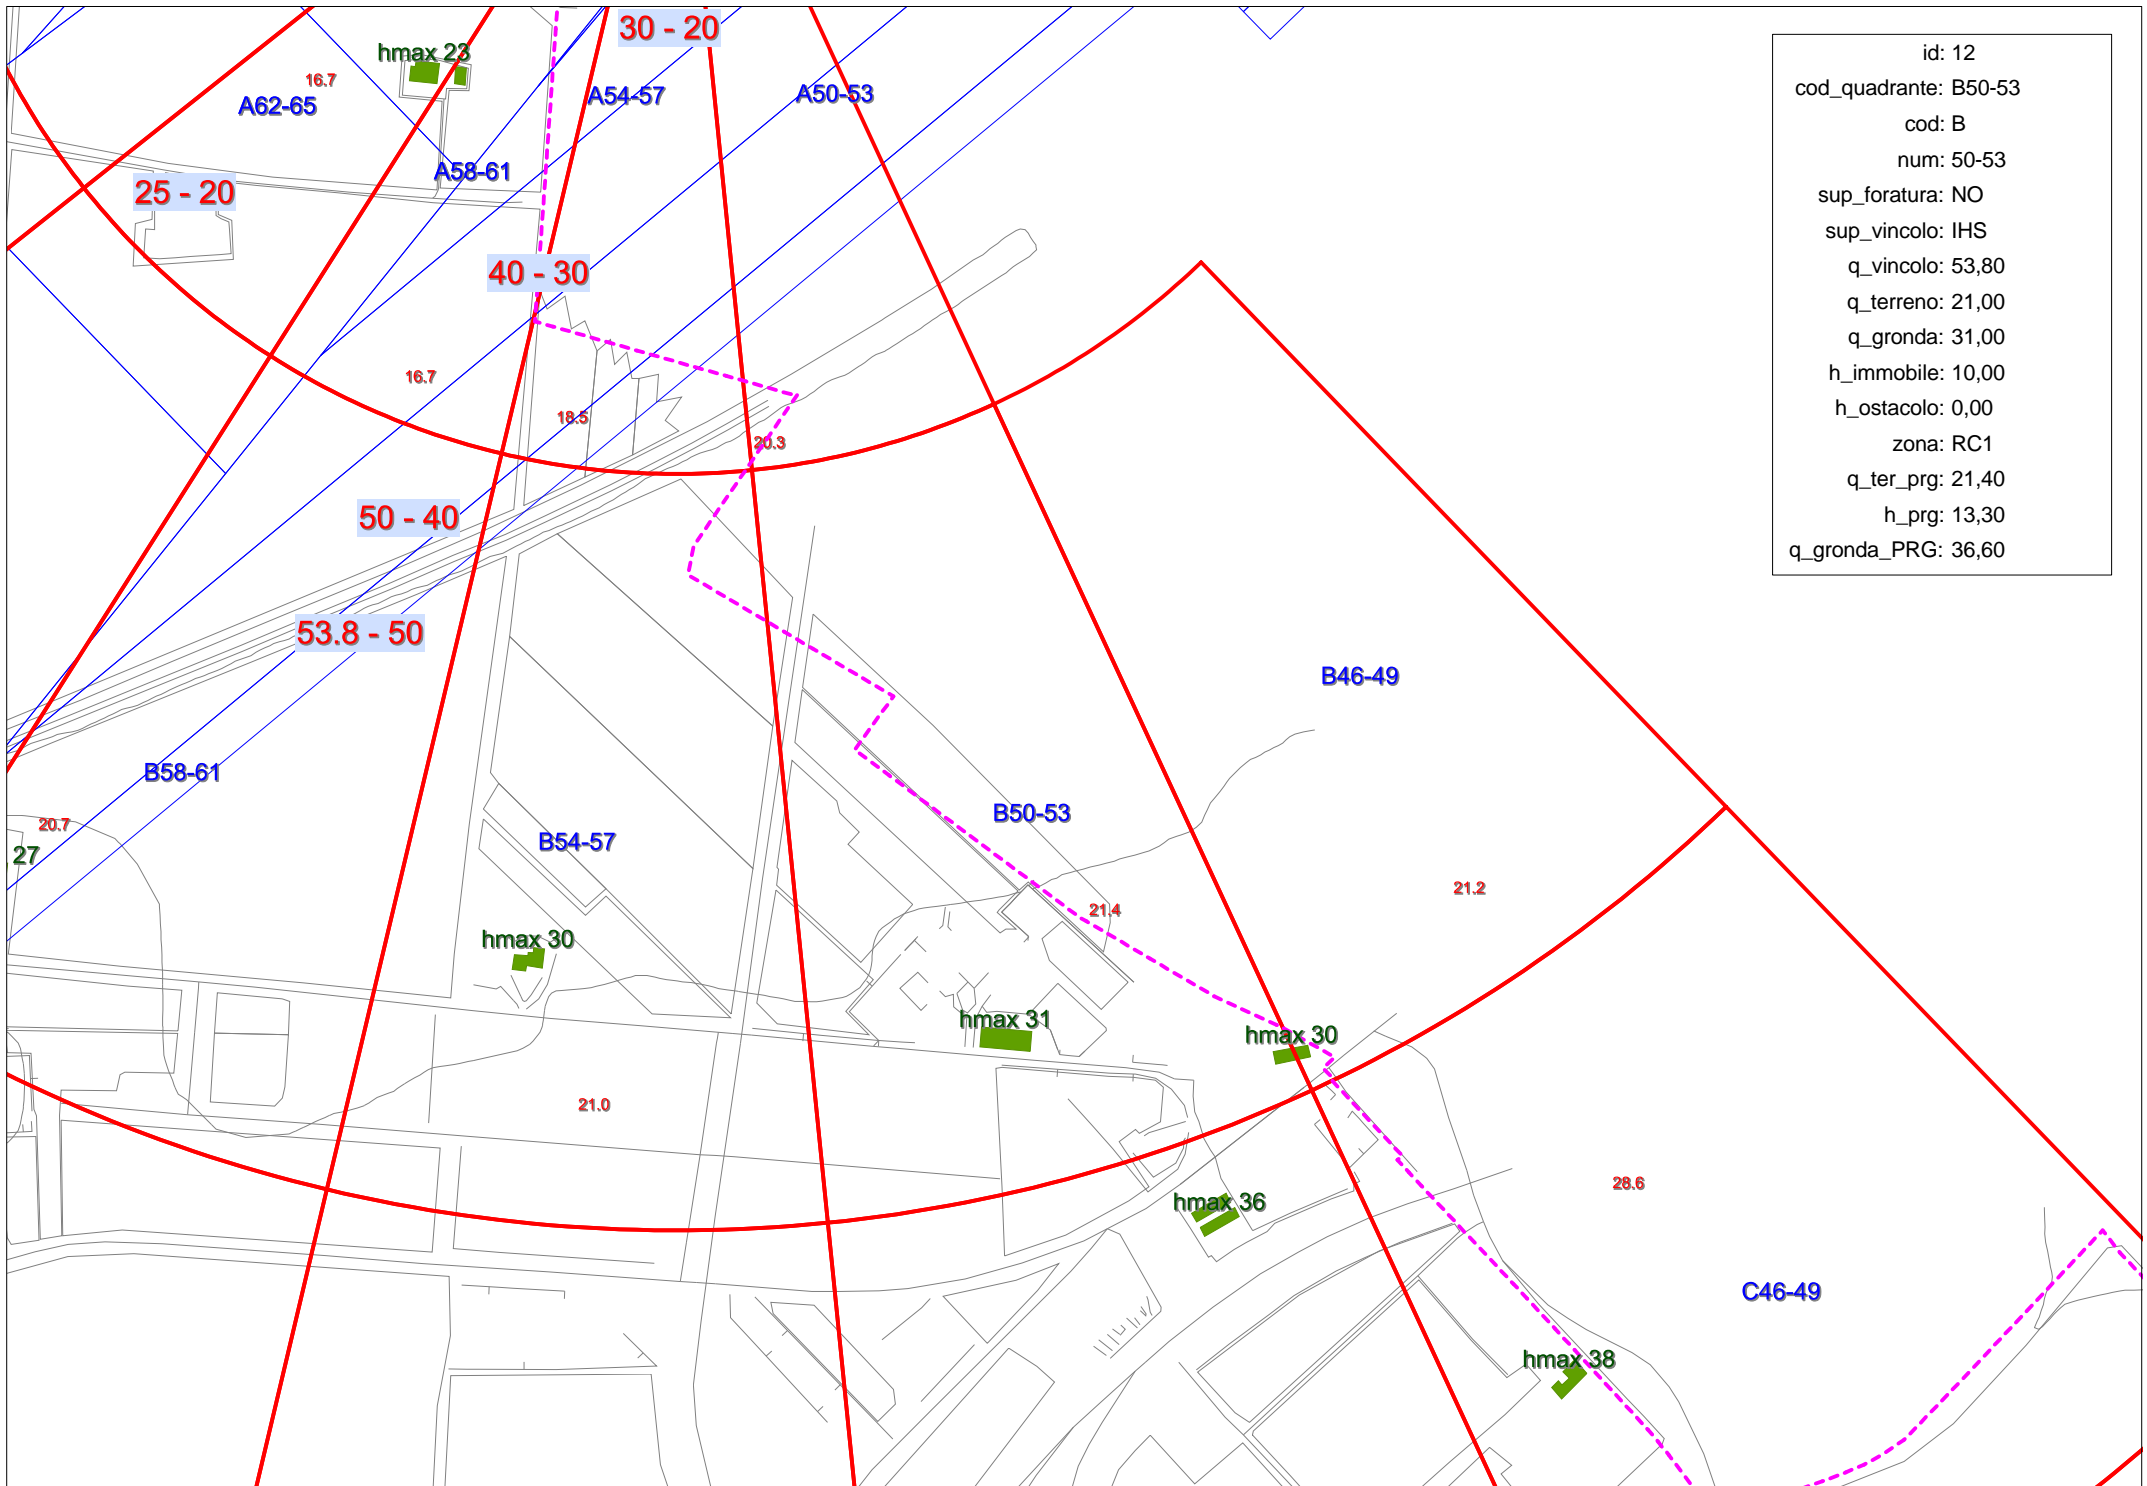 30 - 20
hmax 23
16.7
A62-65
A54-57
A50-53
A58-61
25 - 20
40 - 30
16.7
18.5
20.3
50 - 40
53.8 - 50
B46-49
B58-61
B50-53
20.7
27
B54-57
21.2
21.4
hmax 30
hmax 31
hmax 30
21.0
28.6
hmax 36
C46-49
hmax 38
id: 12
cod_quadrante: B50-53
cod: B
num: 50-53
sup_foratura: NO
sup_vincolo: IHS
q_vincolo: 53,80
q_terreno: 21,00
q_gronda: 31,00
h_immobile: 10,00
h_ostacolo: 0,00
zona: RC1
q_ter_prg: 21,40
h_prg: 13,30
q_gronda_PRG: 36,60